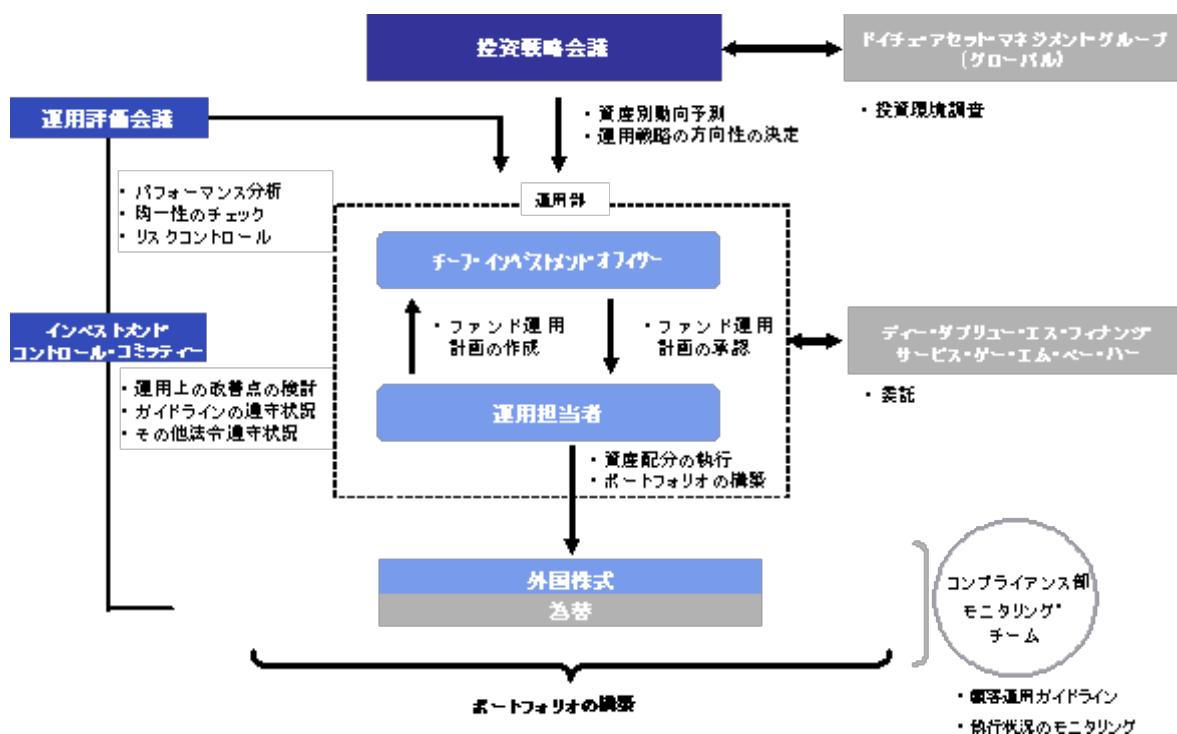 投資戦略会議
ドイチェ・アセット・マネジメント・グループ
(グローバル)
・投資環境調査
運用評価会議
・資産別動向予測
・運用戦略の方向性の決定
・パフォーマンス分析
・均一性のチェック
・リスクコントロール
運用部
チーフ・インベストメント・オフィサー
・ファンド運用
計画の作成
・ファンド運用
計画の承認
インベストメント
コントロール・コミッティー
ディー・ダブリュー・エス・フィナンツ・
サービス・ゲー・エム・ベー・ハー
・委託
・運用上の改善点の検討
・ガイドラインの遵守状況
・その他法令遵守状況
運用担当者
・資産配分の執行
・ポートフォリオの構築
外国株式
為替
コンプライアンス部
モニタリング・
チーム
ポートフォリオの構築
・顧客運用ガイドライン
・執行状況のモニタリング